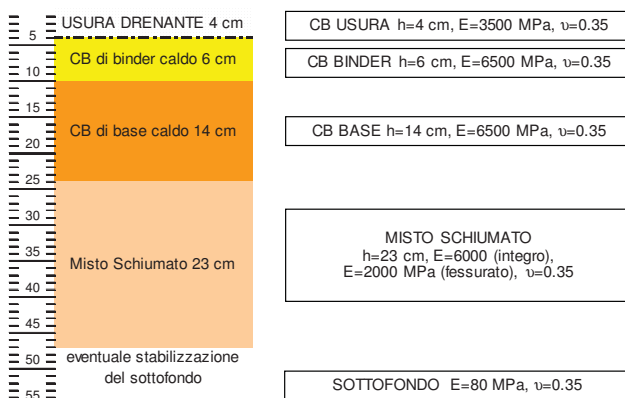 USURA DRENANTE 4 cm
5
CB di binder caldo 6 cm
10
15
CB di base caldo 14 cm
20
25
30
35
Misto Schiumato 23 cm
40
45
50
eventuale stabilizzazione
del sottofondo
55
CB USURA h=4 cm, E=3500 MPa, υ=0.35
CB BINDER h=6 cm, E=6500 MPa, υ=0.35
CB BASE h=14 cm, E=6500 MPa, υ=0.35
MISTO SCHIUMATO
h=23 cm, E=6000 (integro),
E=2000 MPa (fessurato), υ=0.35
SOTTOFONDO E=80 MPa, υ=0.35